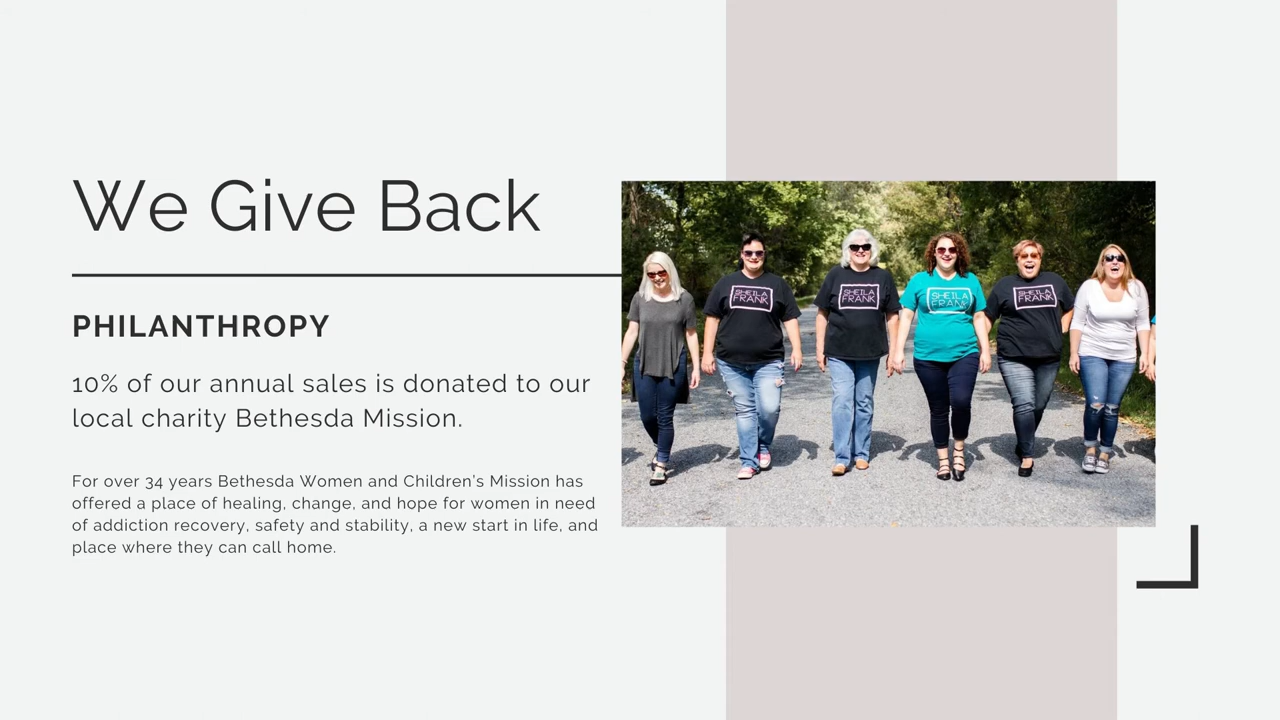 We Give Back
PHILANTHROPY
10% of our annual sales is donated to our
local charity Bethesda Mission.
For over 34 years Bethesda Women and Children's Mission has
offered a place of healing, change, and hope for women in need
of addiction recovery, safety and stability, a new start in life, and
place where they can call home.
SHEILA
FRANK
SHEILA
FRANK
SHEILA
FRANK
SHEILA
FRANK